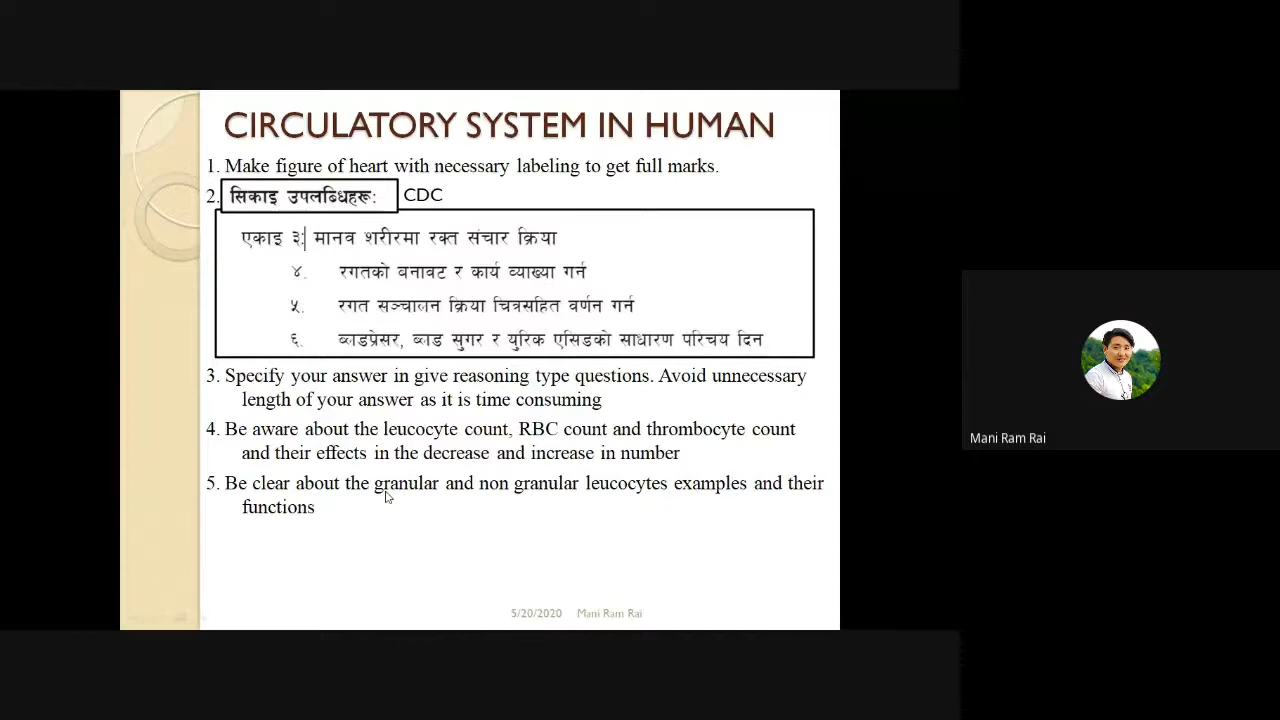 CIRCULATORY SYSTEM IN HUMAN
1. Make figure of heart with necessary labeling to get full marks.
2. सिकाइ उपलब्धिहरू: CDC
एकाइ ३: मानव शरीरमा रक्त संचार क्रिया
४. रगतको बनावट र कार्य व्याख्या गर्न
५. रगत सञ्चालन क्रिया चित्रसहित वर्णन गर्न
६. ब्लडप्रेसर, ब्लड सुगर र युरिक एसिडको साधारण परिचय दिन
3. Specify your answer in give reasoning type questions. Avoid unnecessary
length of your answer as it is time consuming
4. Be aware about the leucocyte count, RBC count and thrombocyte count
and their effects in the decrease and increase in number
5. Be clear about the granular and non granular leucocytes examples and their
functions
5/20/2020 Mani Ram Rai
Mani Ram Rai